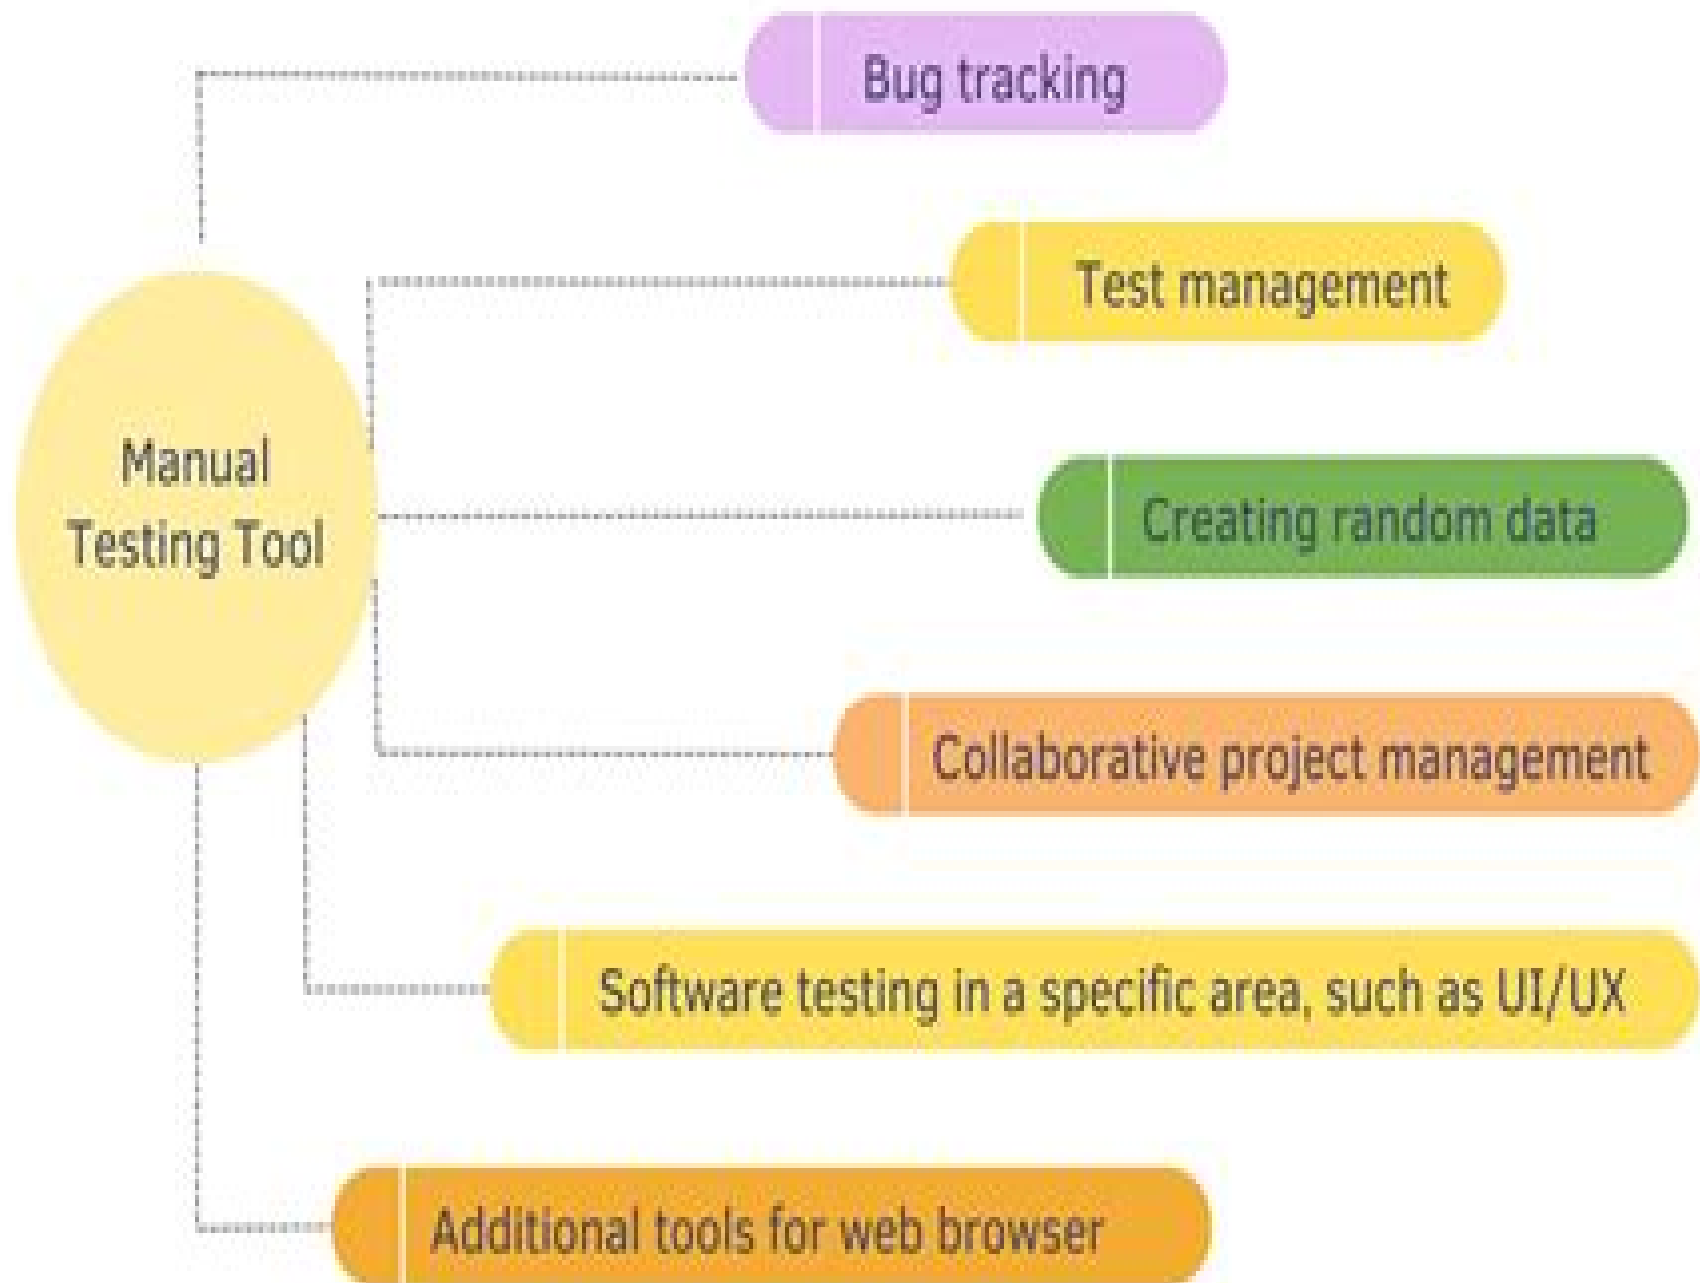 Bug tracking
Test management
Manual
Testing Tool
Creating random data
Collaborative project management
Software testing in a specific area, such as UI/UX
Additional tools for web browser